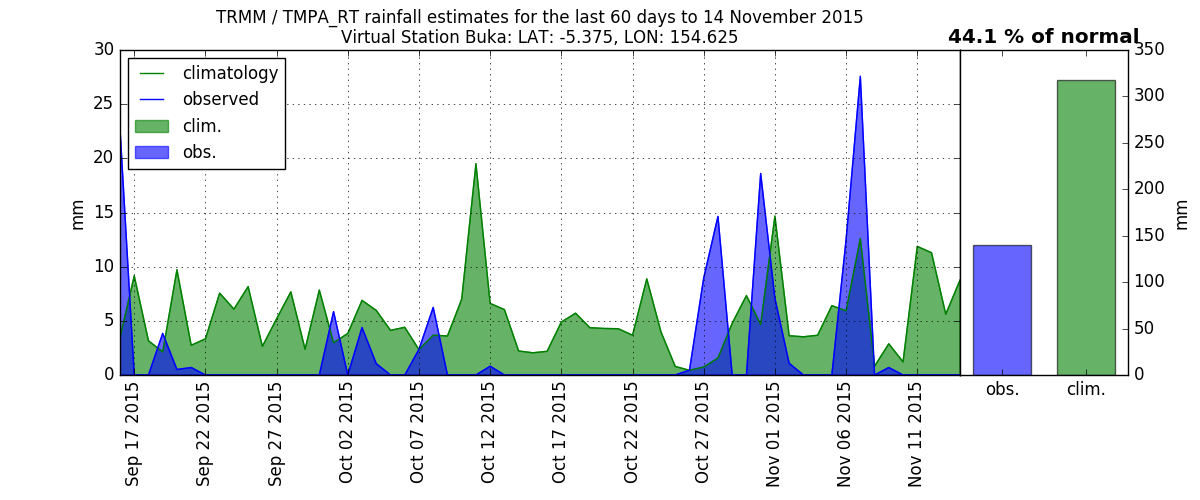 TRMM / TMPA_RT rainfall estimates for the last 60 days to 14 November 2015
Virtual Station Buka: LAT: -5.375, LON: 154.625
44.1 % of normal
climatology
observed
clim.
obs.
30
25
20
15
10
5
0
mm
350
300
250
200
150
100
50
0
mm
Sep 17 2015
Sep 22 2015
Sep 27 2015
Oct 02 2015
Oct 07 2015
Oct 12 2015
Oct 17 2015
Oct 22 2015
Oct 27 2015
Nov 01 2015
Nov 06 2015
Nov 11 2015
obs.
clim.